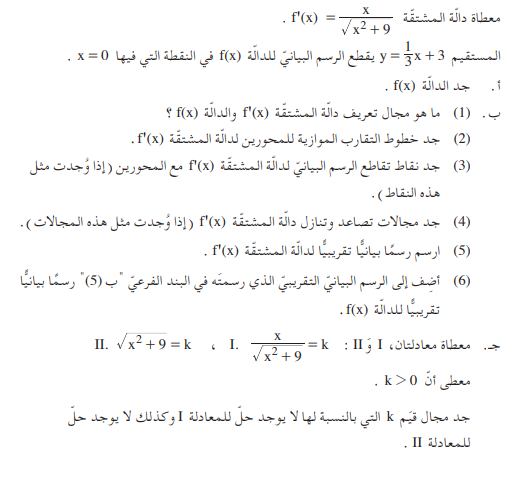 معطاة دالّة المشتقّة f'(x) = x/√(x² + 9) .
المستقيم y = 1/3 x + 3 يقطع الرسم البيانيّ للدالّة f(x) في النقطة التي فيها x = 0 .
أ. جد الدالّة f(x) .
ب. (1) ما هو مجال تعريف دالّة المشتقّة f'(x) والدالّة f(x) ؟
(2) جد خطوط التقارب الموازية للمحورين لدالّة المشتقّة f'(x) .
(3) جد نقاط تقاطع الرسم البيانيّ لدالّة المشتقّة f'(x) مع المحورين (إذا وُجدت مثل
هذه النقاط).
(4) جد مجالات تصاعد وتنازل دالّة المشتقّة f'(x) (إذا وُجدت مثل هذه المجالات).
(5) ارسم رسمًا بيانيًّا تقريبيًّا لدالّة المشتقّة f'(x) .
(6) أضِف إلى الرسم البيانيّ التقريبيّ الذي رسمتَه في البند الفرعيّ "ب (5)" رسمًا بيانيًّا
تقريبيًّا للدالّة f(x) .
جـ. معطاة معادلتان، I وَ II : I. x/√(x² + 9) = k ، II. √(x² + 9) = k
معطى أنّ k > 0 .
جد مجال قيَم k التي بالنسبة لها لا يوجد حلّ للمعادلة I وكذلك لا يوجد حلّ
للمعادلة II .